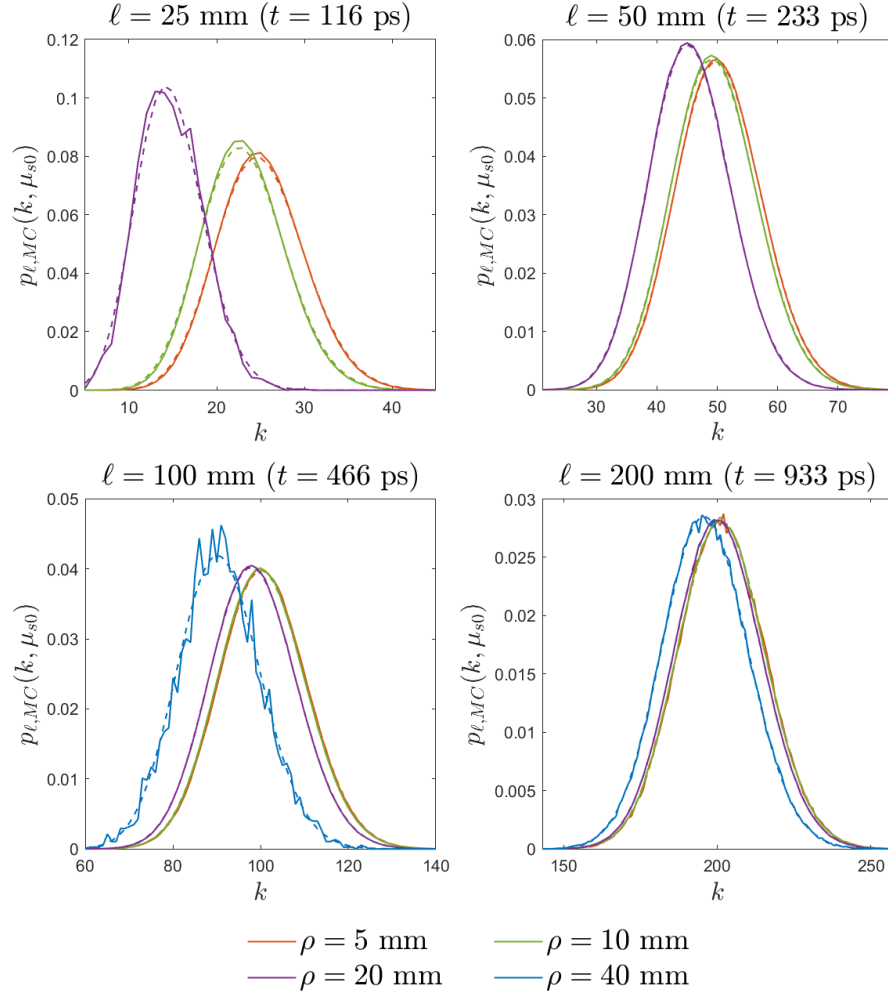 ℓ = 25 mm (t = 116 ps)
0.12
0.1
0.08
0.06
0.04
0.02
0
10 20 30 40
k
p_{ℓ,MC}(k, μ_{s0})
ℓ = 50 mm (t = 233 ps)
0.06
0.05
0.04
0.03
0.02
0.01
0
30 40 50 60 70
k
p_{ℓ,MC}(k, μ_{s0})
ℓ = 100 mm (t = 466 ps)
0.05
0.04
0.03
0.02
0.01
0
60 80 100 120 140
k
p_{ℓ,MC}(k, μ_{s0})
ℓ = 200 mm (t = 933 ps)
0.03
0.025
0.02
0.015
0.01
0.005
0
150 200 250
k
p_{ℓ,MC}(k, μ_{s0})
ρ = 5 mm
ρ = 10 mm
ρ = 20 mm
ρ = 40 mm